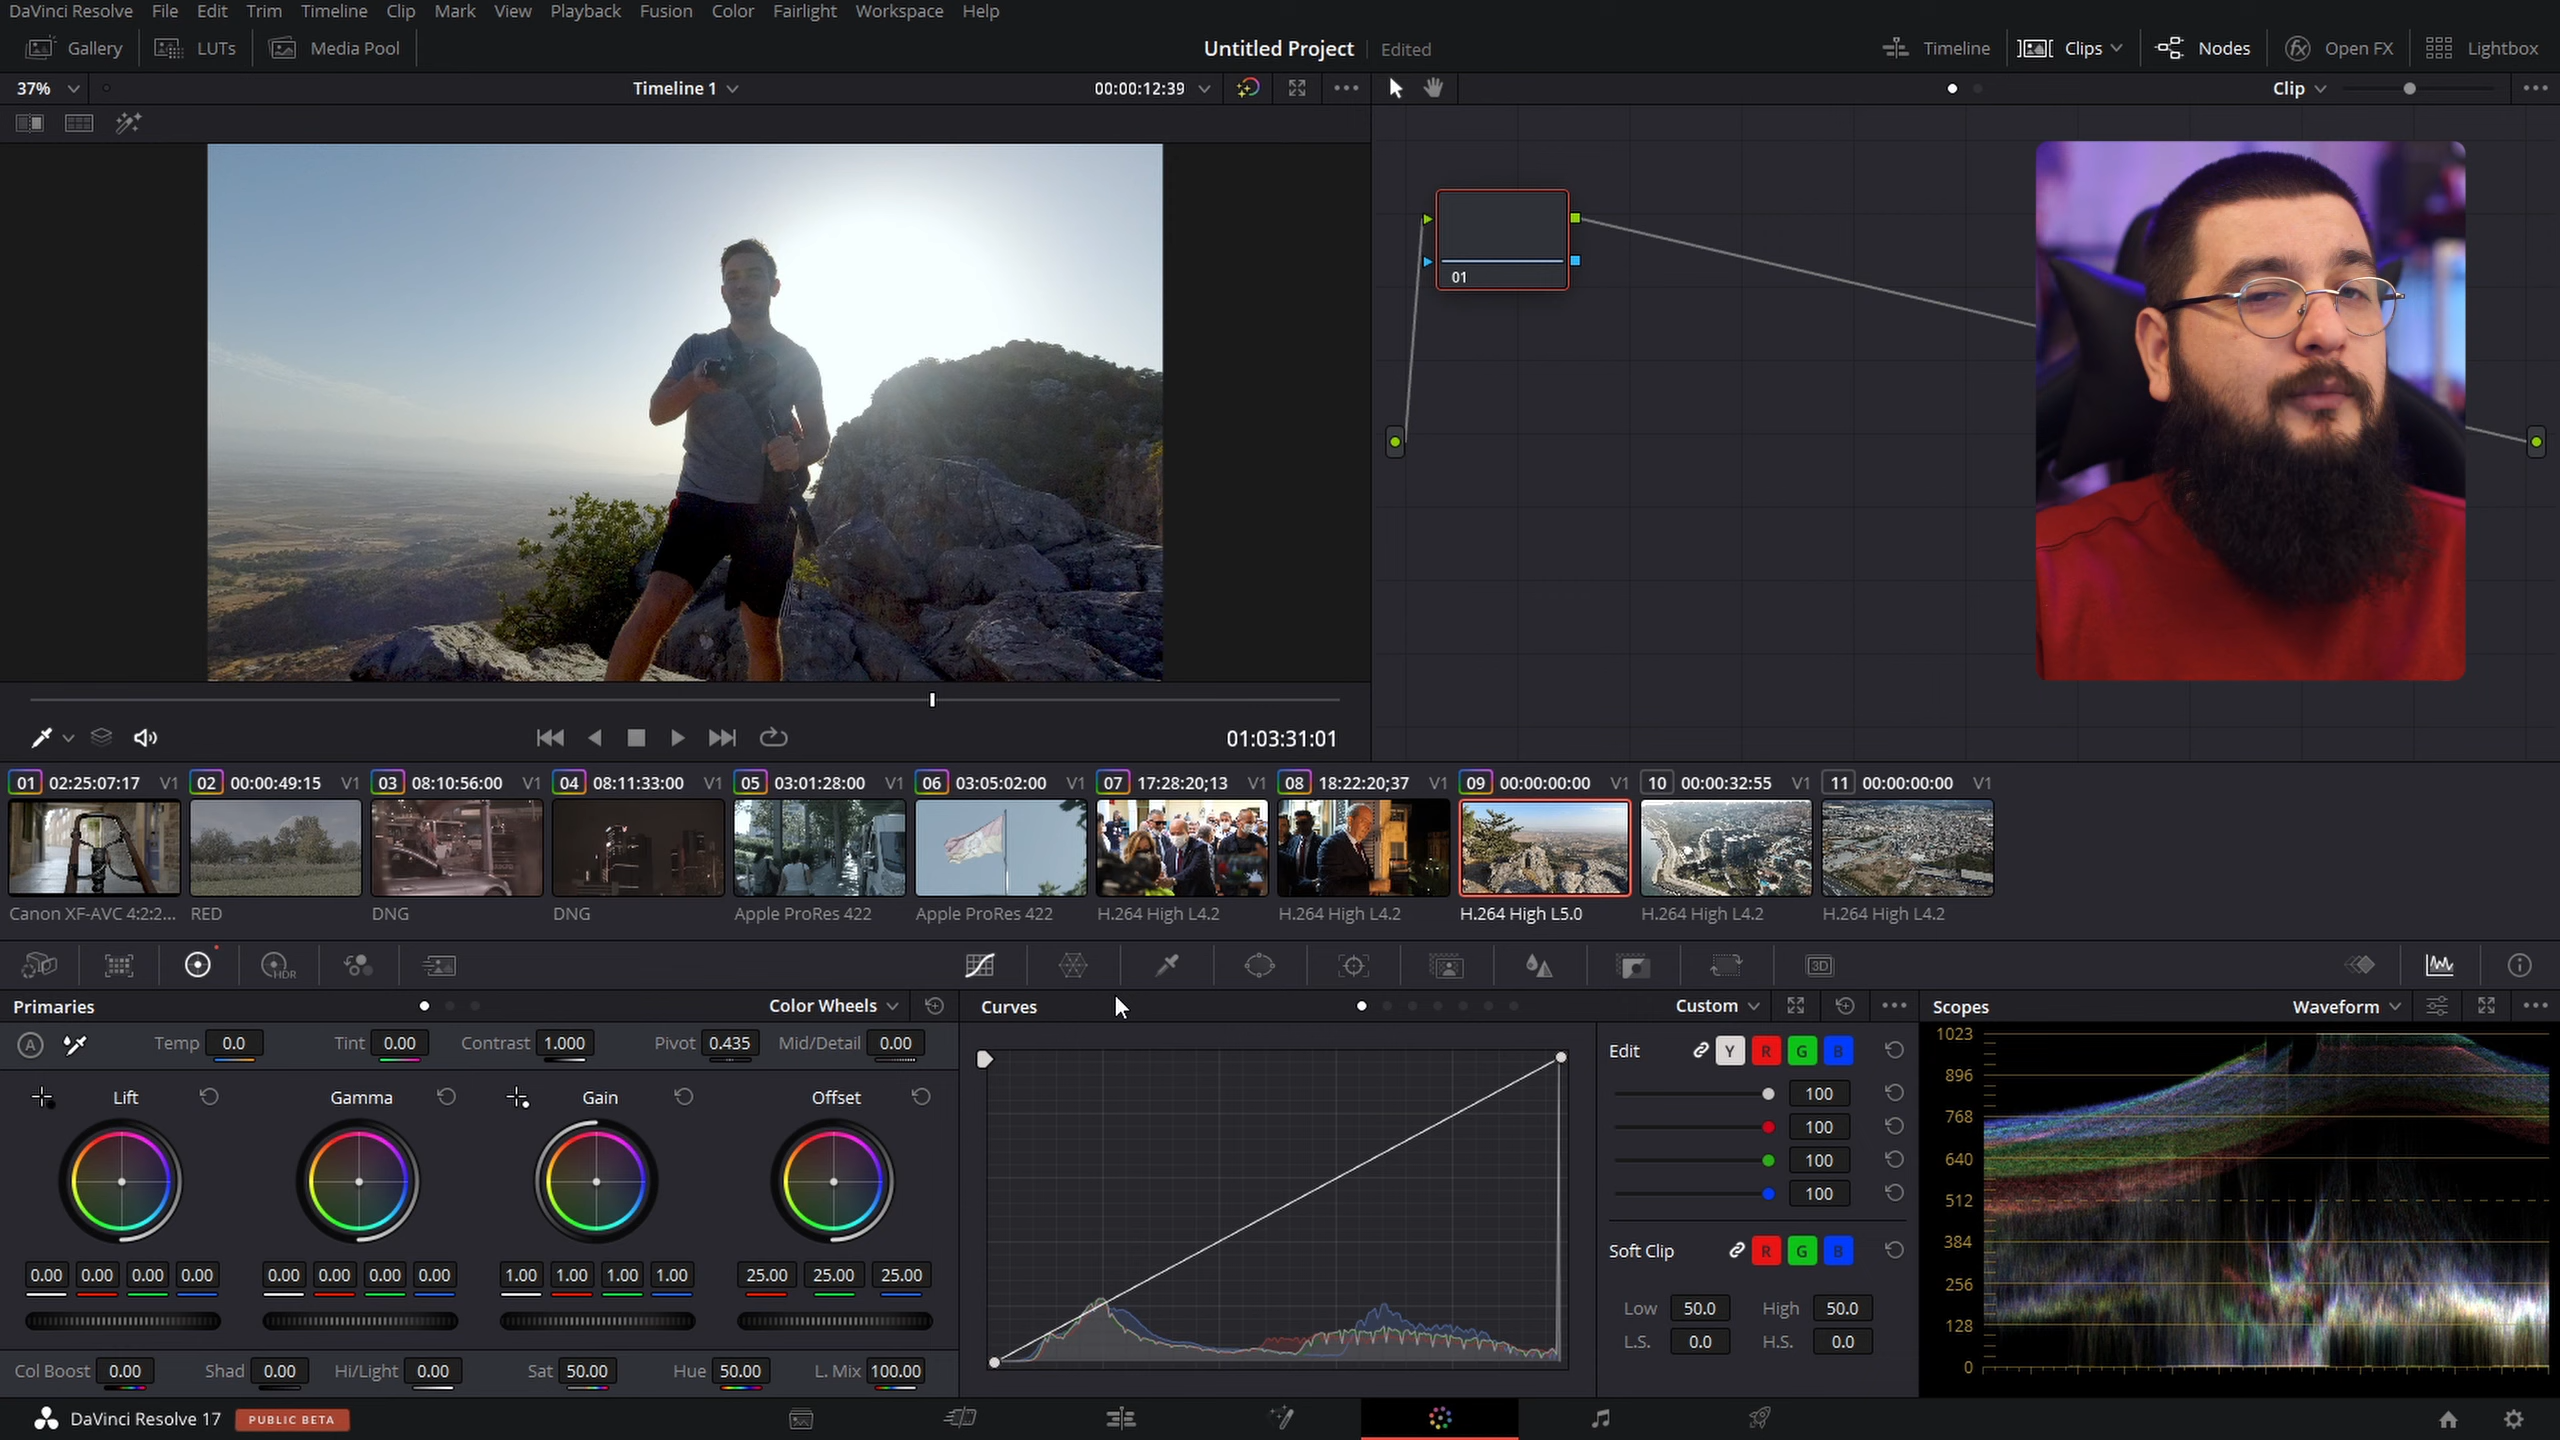 DaVinci Resolve File Edit Trim Timeline Clip Mark View Playback Fusion Color Fairlight Workspace Help
Gallery LUTs Media Pool Untitled Project Edited Timeline Clips Nodes Open FX Lightbox
37% Timeline 1 00:00:12:39 Clip
01
01:03:31:01
01 02:25:07:17 V1 02 00:00:49:15 V1 03 08:10:56:00 V1 04 08:11:33:00 V1 05 03:01:28:00 V1 06 03:05:02:00 V1 07 17:28:20;13 V1 08 18:22:20;37 V1 09 00:00:00:00 V1 10 00:00:32:55 V1 11 00:00:00:00 V1
Canon XF-AVC 4:2:2... RED DNG DNG Apple ProRes 422 Apple ProRes 422 H.264 High L4.2 H.264 High L4.2 H.264 High L5.0 H.264 High L4.2 H.264 High L4.2
HDR 3D
Primaries Color Wheels Curves Custom Scopes Waveform
A Temp 0.0 Tint 0.00 Contrast 1.000 Pivot 0.435 Mid/Detail 0.00
Lift Gamma Gain Offset
0.00 0.00 0.00 0.00 0.00 0.00 0.00 0.00 1.00 1.00 1.00 1.00 25.00 25.00 25.00
Col Boost 0.00 Shad 0.00 Hi/Light 0.00 Sat 50.00 Hue 50.00 L. Mix 100.00
Edit Y R G B
100
100
100
100
Soft Clip R G B
Low 50.0 High 50.0
L.S. 0.0 H.S. 0.0
1023
896
768
640
512
384
256
128
0
DaVinci Resolve 17 PUBLIC BETA